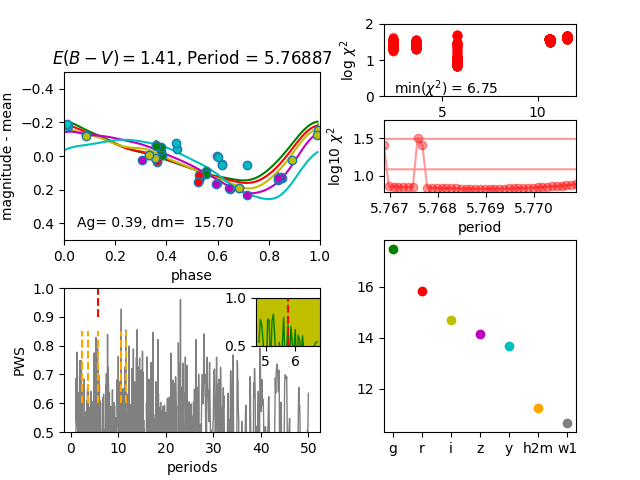 E(B − V) = 1.41, Period = 5.76887
magnitude - mean
−0.4
−0.2
0.0
0.2
0.4
Ag= 0.39, dm=  15.70
0.0 0.2 0.4 0.6 0.8 1.0
phase
log χ²
2
1
0
min(χ²) = 6.75
5 10
log10 χ²
1.5
1.0
5.767 5.768 5.769 5.770
period
PWS
1.0
0.9
0.8
0.7
0.6
0.5
1.0
0.5
5 6
0 10 20 30 40 50
periods
16
14
12
g r i z y h2m w1